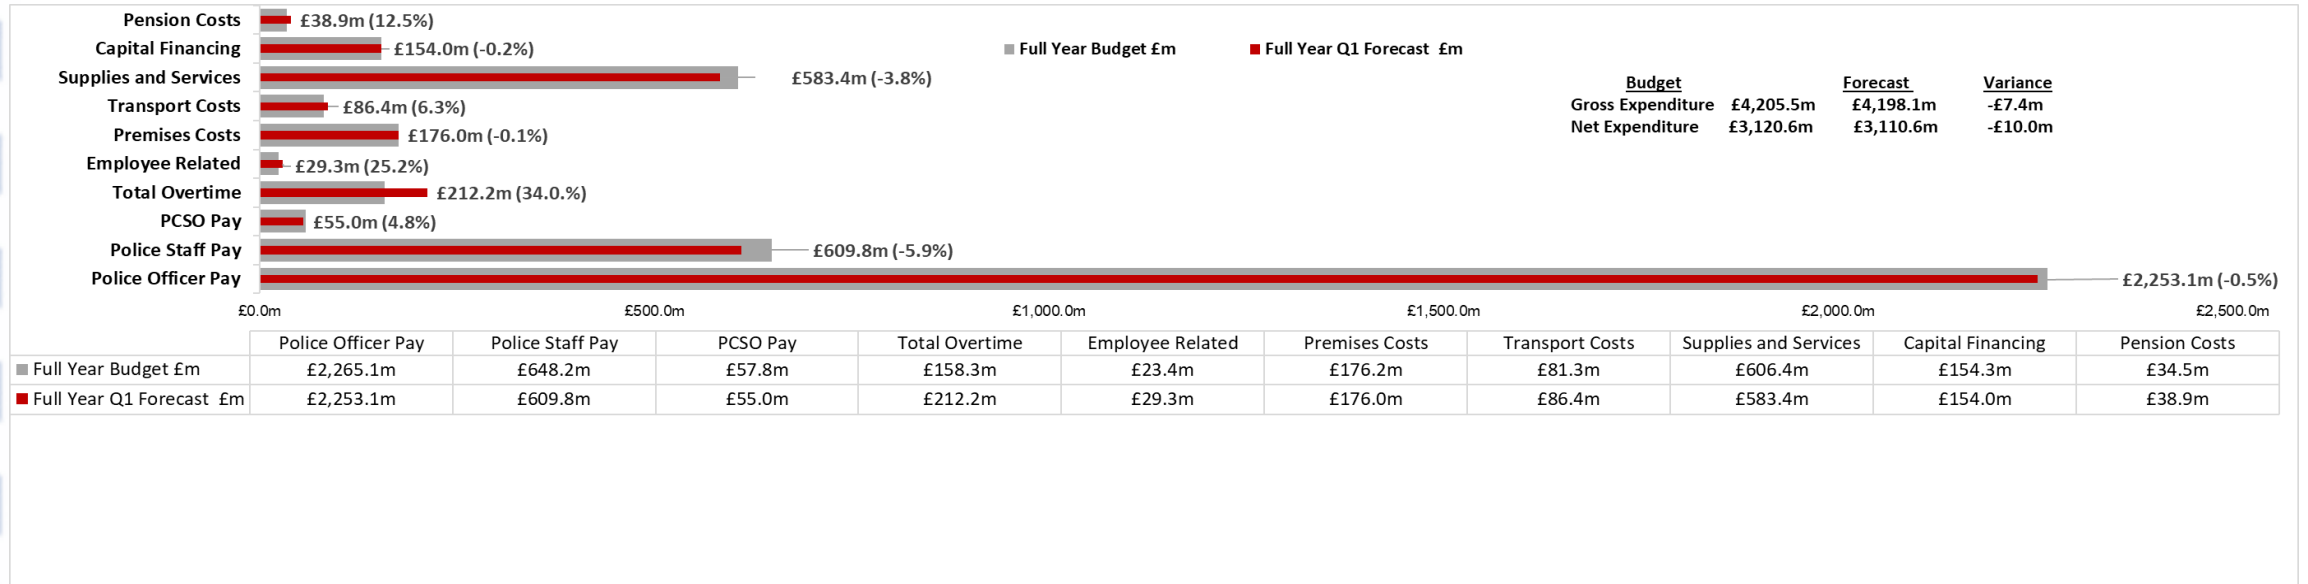 Pension Costs £38.9m (12.5%)
Capital Financing £154.0m (-0.2%)
Full Year Budget £m Full Year Q1 Forecast £m
Supplies and Services £583.4m (-3.8%)
Budget Forecast Variance
Transport Costs £86.4m (6.3%)
Gross Expenditure £4,205.5m £4,198.1m -£7.4m
Net Expenditure £3,120.6m £3,110.6m -£10.0m
Premises Costs £176.0m (-0.1%)
Employee Related £29.3m (25.2%)
Total Overtime £212.2m (34.0.%)
PCSO Pay £55.0m (4.8%)
Police Staff Pay £609.8m (-5.9%)
Police Officer Pay £2,253.1m (-0.5%)
£0.0m £500.0m £1,000.0m £1,500.0m £2,000.0m £2,500.0m
Police Officer Pay Police Staff Pay PCSO Pay Total Overtime Employee Related Premises Costs Transport Costs Supplies and Services Capital Financing Pension Costs
Full Year Budget £m £2,265.1m £648.2m £57.8m £158.3m £23.4m £176.2m £81.3m £606.4m £154.3m £34.5m
Full Year Q1 Forecast £m £2,253.1m £609.8m £55.0m £212.2m £29.3m £176.0m £86.4m £583.4m £154.0m £38.9m